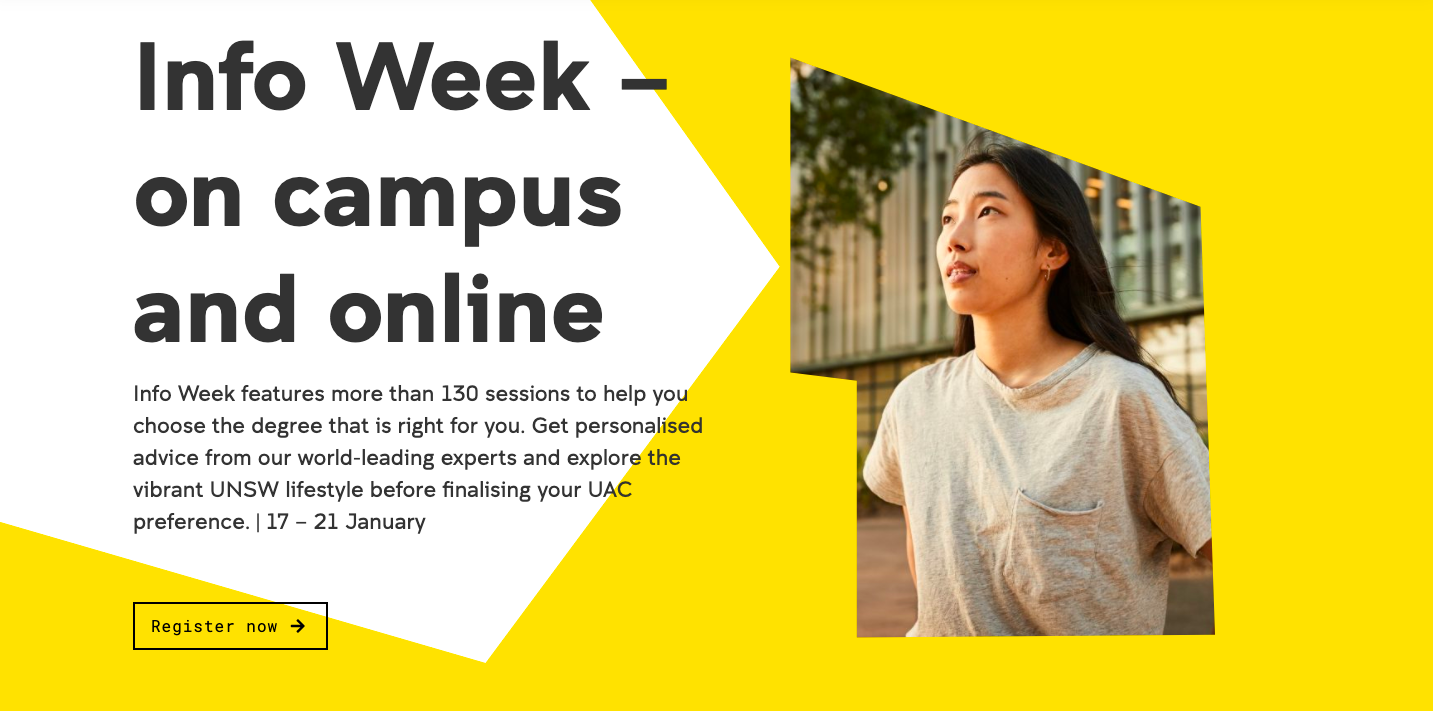 Info Week –
on campus
and online
Info Week features more than 130 sessions to help you
choose the degree that is right for you. Get personalised
advice from our world-leading experts and explore the
vibrant UNSW lifestyle before finalising your UAC
preference. | 17 – 21 January
Register now →